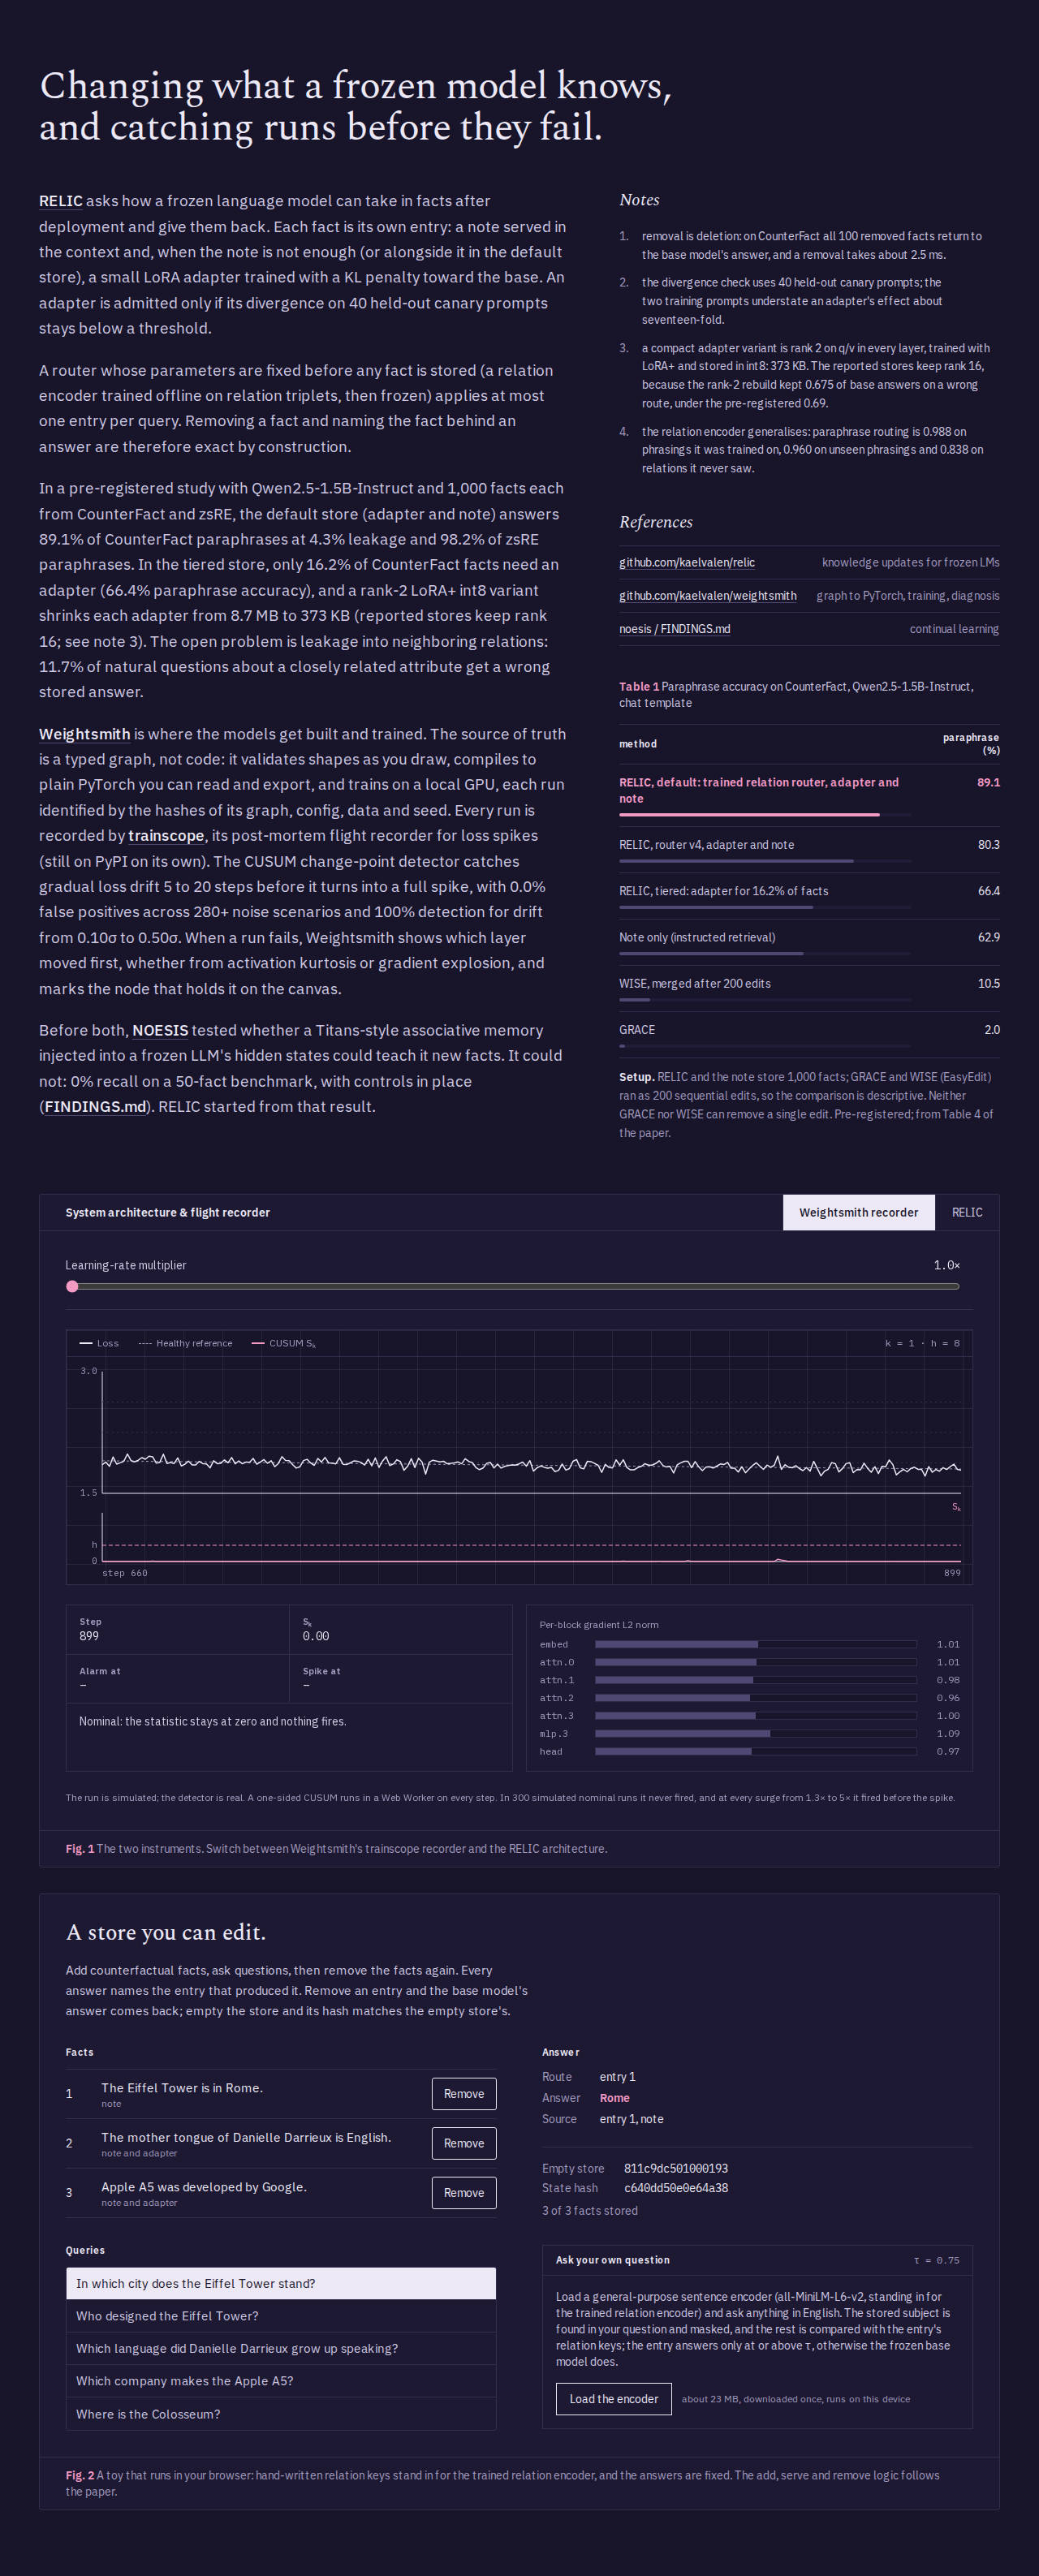 Changing what a frozen model knows,
and catching runs before they fail.
RELIC asks how a frozen language model can take in facts after
deployment and give them back. Each fact is its own entry: a note served in
the context and, when the note is not enough (or alongside it in the default
store), a small LoRA adapter trained with a KL penalty toward the base. An
adapter is admitted only if its divergence on 40 held-out canary prompts
stays below a threshold.
A router whose parameters are fixed before any fact is stored (a relation
encoder trained offline on relation triplets, then frozen) applies at most
one entry per query. Removing a fact and naming the fact behind an
answer are therefore exact by construction.
In a pre-registered study with Qwen2.5-1.5B-Instruct and 1,000 facts each
from CounterFact and zsRE, the default store (adapter and note) answers
89.1% of CounterFact paraphrases at 4.3% leakage and 98.2% of zsRE
paraphrases. In the tiered store, only 16.2% of CounterFact facts need an
adapter (66.4% paraphrase accuracy), and a rank-2 LoRA+ int8 variant
shrinks each adapter from 8.7 MB to 373 KB (reported stores keep rank
16; see note 3). The open problem is leakage into neighboring relations:
11.7% of natural questions about a closely related attribute get a wrong
stored answer.
Weightsmith is where the models get built and trained. The source of truth
is a typed graph, not code: it validates shapes as you draw, compiles to
plain PyTorch you can read and export, and trains on a local GPU, each run
identified by the hashes of its graph, config, data and seed. Every run is
recorded by trainscope, its post-mortem flight recorder for loss spikes
(still on PyPI on its own). The CUSUM change-point detector catches
gradual loss drift 5 to 20 steps before it turns into a full spike, with 0.0%
false positives across 280+ noise scenarios and 100% detection for drift
from 0.10σ to 0.50σ. When a run fails, Weightsmith shows which layer
moved first, whether from activation kurtosis or gradient explosion, and
marks the node that holds it on the canvas.
Before both, NOESIS tested whether a Titans-style associative memory
injected into a frozen LLM's hidden states could teach it new facts. It could
not: 0% recall on a 50-fact benchmark, with controls in place
(FINDINGS.md). RELIC started from that result.
Notes
1. removal is deletion: on CounterFact all 100 removed facts return to
the base model's answer, and a removal takes about 2.5 ms.
2. the divergence check uses 40 held-out canary prompts; the
two training prompts understate an adapter's effect about
seventeen-fold.
3. a compact adapter variant is rank 2 on q/v in every layer, trained with
LoRA+ and stored in int8: 373 KB. The reported stores keep rank 16,
because the rank-2 rebuild kept 0.675 of base answers on a wrong
route, under the pre-registered 0.69.
4. the relation encoder generalises: paraphrase routing is 0.988 on
phrasings it was trained on, 0.960 on unseen phrasings and 0.838 on
relations it never saw.
References
github.com/kaelvalen/relic knowledge updates for frozen LMs
github.com/kaelvalen/weightsmith graph to PyTorch, training, diagnosis
noesis / FINDINGS.md continual learning
Table 1 Paraphrase accuracy on CounterFact, Qwen2.5-1.5B-Instruct,
chat template
method paraphrase
(%)
RELIC, default: trained relation router, adapter and 89.1
note
RELIC, router v4, adapter and note 80.3
RELIC, tiered: adapter for 16.2% of facts 66.4
Note only (instructed retrieval) 62.9
WISE, merged after 200 edits 10.5
GRACE 2.0
Setup. RELIC and the note store 1,000 facts; GRACE and WISE (EasyEdit)
ran as 200 sequential edits, so the comparison is descriptive. Neither
GRACE nor WISE can remove a single edit. Pre-registered; from Table 4 of
the paper.
System architecture & flight recorder Weightsmith recorder RELIC
Learning-rate multiplier 1.0×
Loss Healthy reference CUSUM Sₖ k = 1 · h = 8
3.0
1.5
Sₖ
h
0
step 660 899
Step Sₖ
899 0.00
Alarm at Spike at
– –
Nominal: the statistic stays at zero and nothing fires.
Per-block gradient L2 norm
embed 1.01
attn.0 1.01
attn.1 0.98
attn.2 0.96
attn.3 1.00
mlp.3 1.09
head 0.97
The run is simulated; the detector is real. A one-sided CUSUM runs in a Web Worker on every step. In 300 simulated nominal runs it never fired, and at every surge from 1.3× to 5× it fired before the spike.
Fig. 1 The two instruments. Switch between Weightsmith's trainscope recorder and the RELIC architecture.
A store you can edit.
Add counterfactual facts, ask questions, then remove the facts again. Every
answer names the entry that produced it. Remove an entry and the base model's
answer comes back; empty the store and its hash matches the empty store's.
Facts
1 The Eiffel Tower is in Rome. Remove
note
2 The mother tongue of Danielle Darrieux is English. Remove
note and adapter
3 Apple A5 was developed by Google. Remove
note and adapter
Queries
In which city does the Eiffel Tower stand?
Who designed the Eiffel Tower?
Which language did Danielle Darrieux grow up speaking?
Which company makes the Apple A5?
Where is the Colosseum?
Answer
Route entry 1
Answer Rome
Source entry 1, note
Empty store 811c9dc501000193
State hash c640dd50e0e64a38
3 of 3 facts stored
Ask your own question τ = 0.75
Load a general-purpose sentence encoder (all-MiniLM-L6-v2, standing in for
the trained relation encoder) and ask anything in English. The stored subject is
found in your question and masked, and the rest is compared with the entry's
relation keys; the entry answers only at or above τ, otherwise the frozen base
model does.
Load the encoder about 23 MB, downloaded once, runs on this device
Fig. 2 A toy that runs in your browser: hand-written relation keys stand in for the trained relation encoder, and the answers are fixed. The add, serve and remove logic follows
the paper.